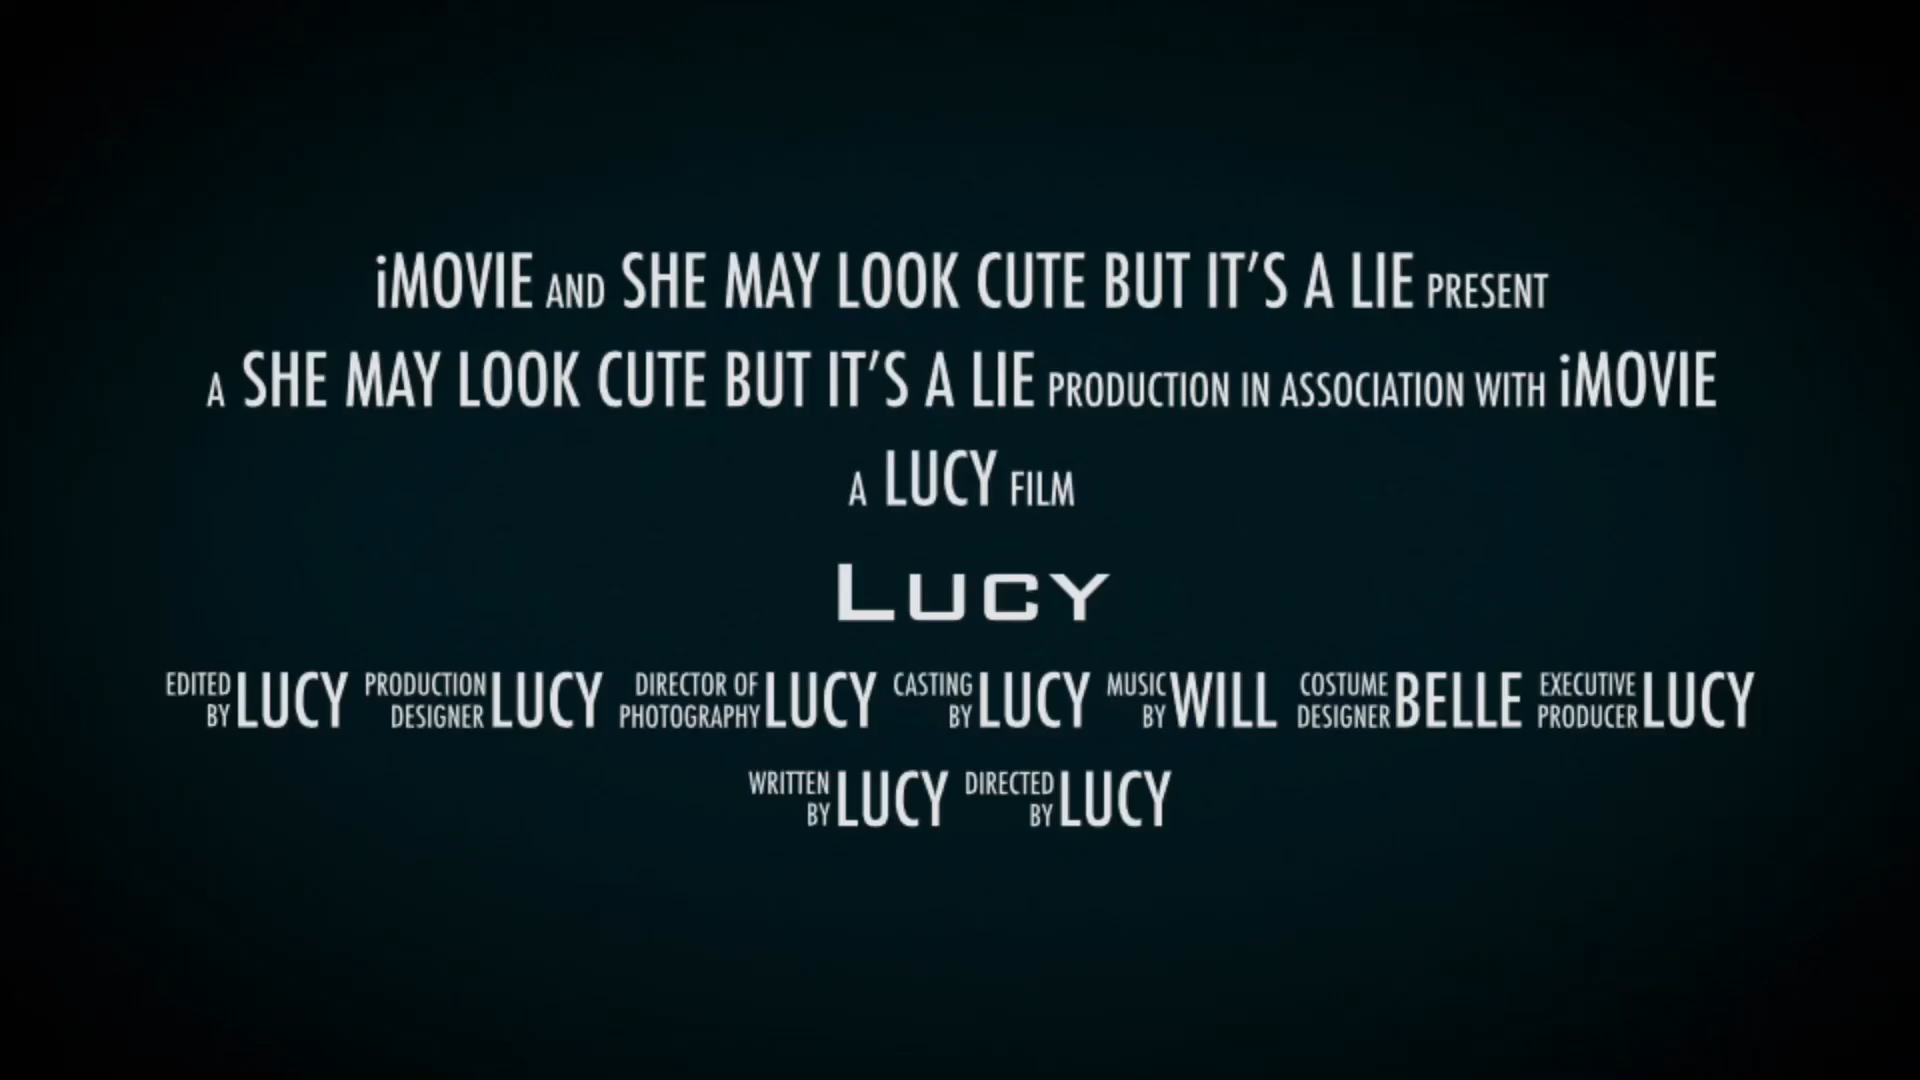 iMOVIE AND SHE MAY LOOK CUTE BUT IT'S A LIE PRESENT
A SHE MAY LOOK CUTE BUT IT'S A LIE PRODUCTION IN ASSOCIATION WITH iMOVIE
A LUCY FILM
LUCY
EDITED BY LUCY PRODUCTION DESIGNER LUCY DIRECTOR OF PHOTOGRAPHY LUCY CASTING BY LUCY MUSIC BY WILL COSTUME DESIGNER BELLE EXECUTIVE PRODUCER LUCY
WRITTEN BY LUCY DIRECTED BY LUCY